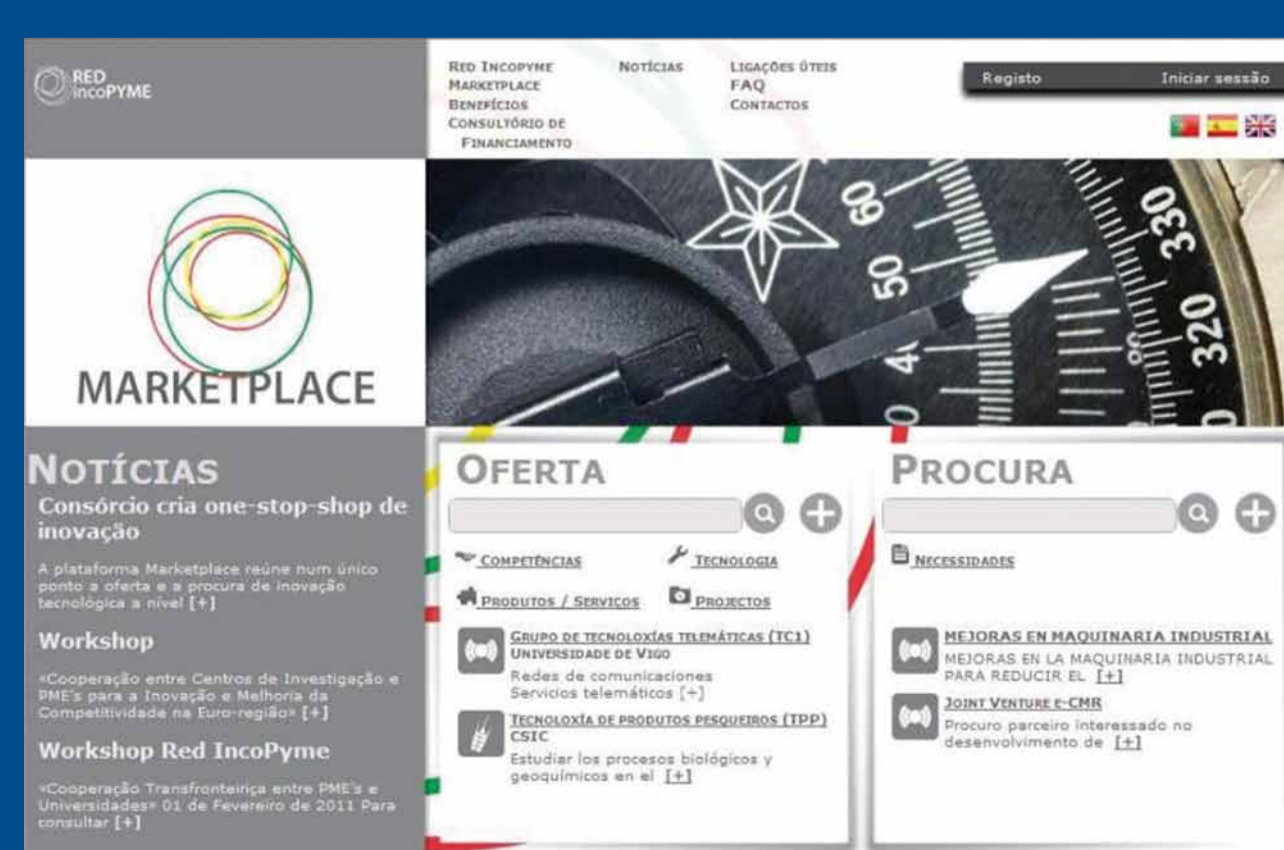 RED
incoPYME
RED INCOPYME
MARKETPLACE
BENEFÍCIOS
CONSULTÓRIO DE
FINANCIAMENTO
NOTÍCIAS
LIGAÇÕES ÚTEIS
FAQ
CONTACTOS
Registo
Iniciar sessão
MARKETPLACE
60
50
330
320
80
NOTÍCIAS
Consórcio cria one-stop-shop de
inovação
A plataforma Marketplace reúne num único
ponto a oferta e a procura de inovação
tecnológica a nível [+]
Workshop
«Cooperação entre Centros de Investigação e
PME's para a Inovação e Melhoria da
Competitividade na Euro-região» [+]
Workshop Red IncoPyme
«Cooperação Transfronteiriça entre PME's e
Universidades» 01 de Fevereiro de 2011 Para
consultar [+]
OFERTA
COMPETÊNCIAS
TECNOLOGIA
PRODUTOS / SERVICOS
PROJECTOS
GRUPO DE TECNOLOXÍAS TELEMÁTICAS (TC1)
UNIVERSIDADE DE VIGO
Redes de comunicaciones
Servicios telemáticos [+]
TECNOLOXÍA DE PRODUTOS PESQUEIROS (TPP)
CSIC
Estudiar los procesos biológicos y
geoquímicos en el [+]
PROCURA
NECESSIDADES
MEJORAS EN MAQUINARIA INDUSTRIAL
MEJORAS EN LA MAQUINARIA INDUSTRIAL
PARA REDUCIR EL [+]
JOINT VENTURE E-CMR
Procuro parceiro interessado no
desenvolvimento de [+]